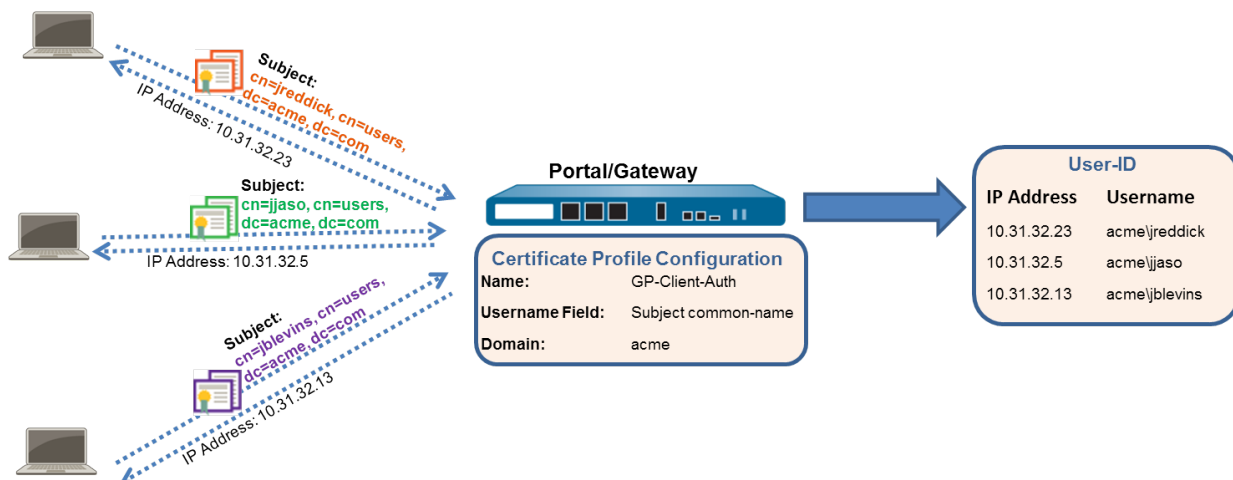 Subject:
cn=jreddick, cn=users,
dc=acme, dc=com
IP Address: 10.31.32.23
Subject:
cn=jjaso, cn=users,
dc=acme, dc=com
IP Address: 10.31.32.5
Subject:
cn=jblevins, cn=users,
dc=acme, dc=com
IP Address: 10.31.32.13
Portal/Gateway
Certificate Profile Configuration
Name: GP-Client-Auth
Username Field: Subject common-name
Domain: acme
User-ID
IP Address Username
10.31.32.23 acme\jreddick
10.31.32.5 acme\jjaso
10.31.32.13 acme\jblevins